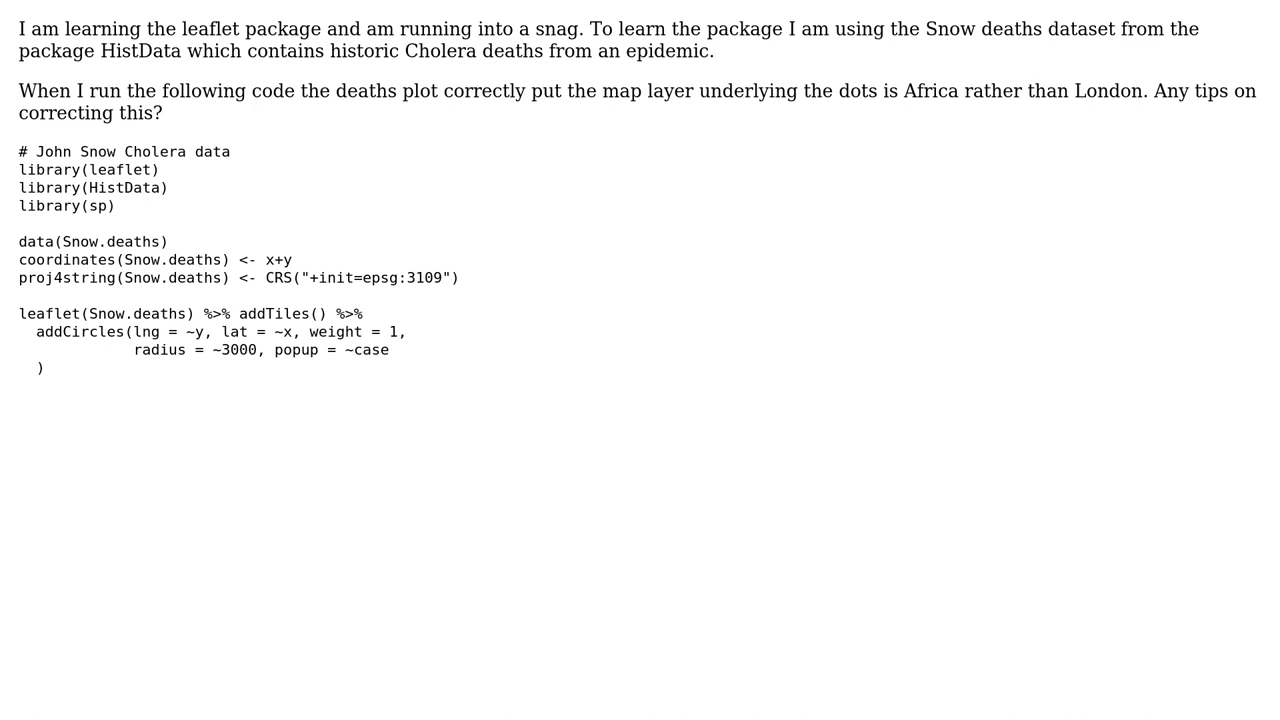 I am learning the leaflet package and am running into a snag. To learn the package I am using the Snow deaths dataset from the
package HistData which contains historic Cholera deaths from an epidemic.
When I run the following code the deaths plot correctly put the map layer underlying the dots is Africa rather than London. Any tips on
correcting this?
# John Snow Cholera data
library(leaflet)
library(HistData)
library(sp)
data(Snow.deaths)
coordinates(Snow.deaths) <- x+y
proj4string(Snow.deaths) <- CRS("+init=epsg:3109")
leaflet(Snow.deaths) %>% addTiles() %>%
  addCircles(lng = ~y, lat = ~x, weight = 1,
             radius = ~3000, popup = ~case
  )